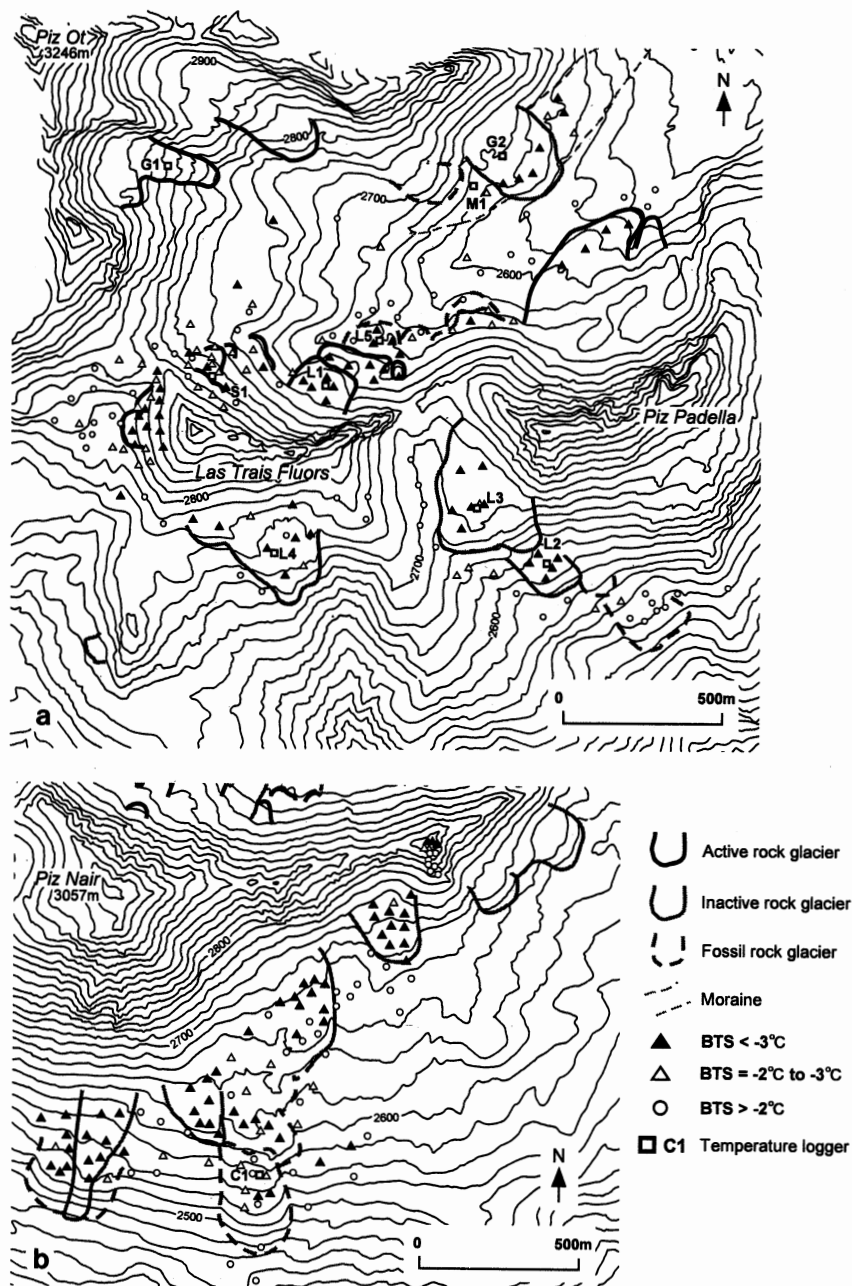 Piz Ot
3246m
2900
N
2800
G2
G1
2700
M1
2600
L5
L1
S1
Piz Padella
Las Trais Fluors
2800
L3
L4
L2
2700
2600
0 500m
a
Piz Nair
3057m
2800
2700
2600
C1
N
2500
0 500m
b
Active rock glacier
Inactive rock glacier
Fossil rock glacier
Moraine
BTS < -3°C
BTS = -2°C to -3°C
BTS > -2°C
C1 Temperature logger